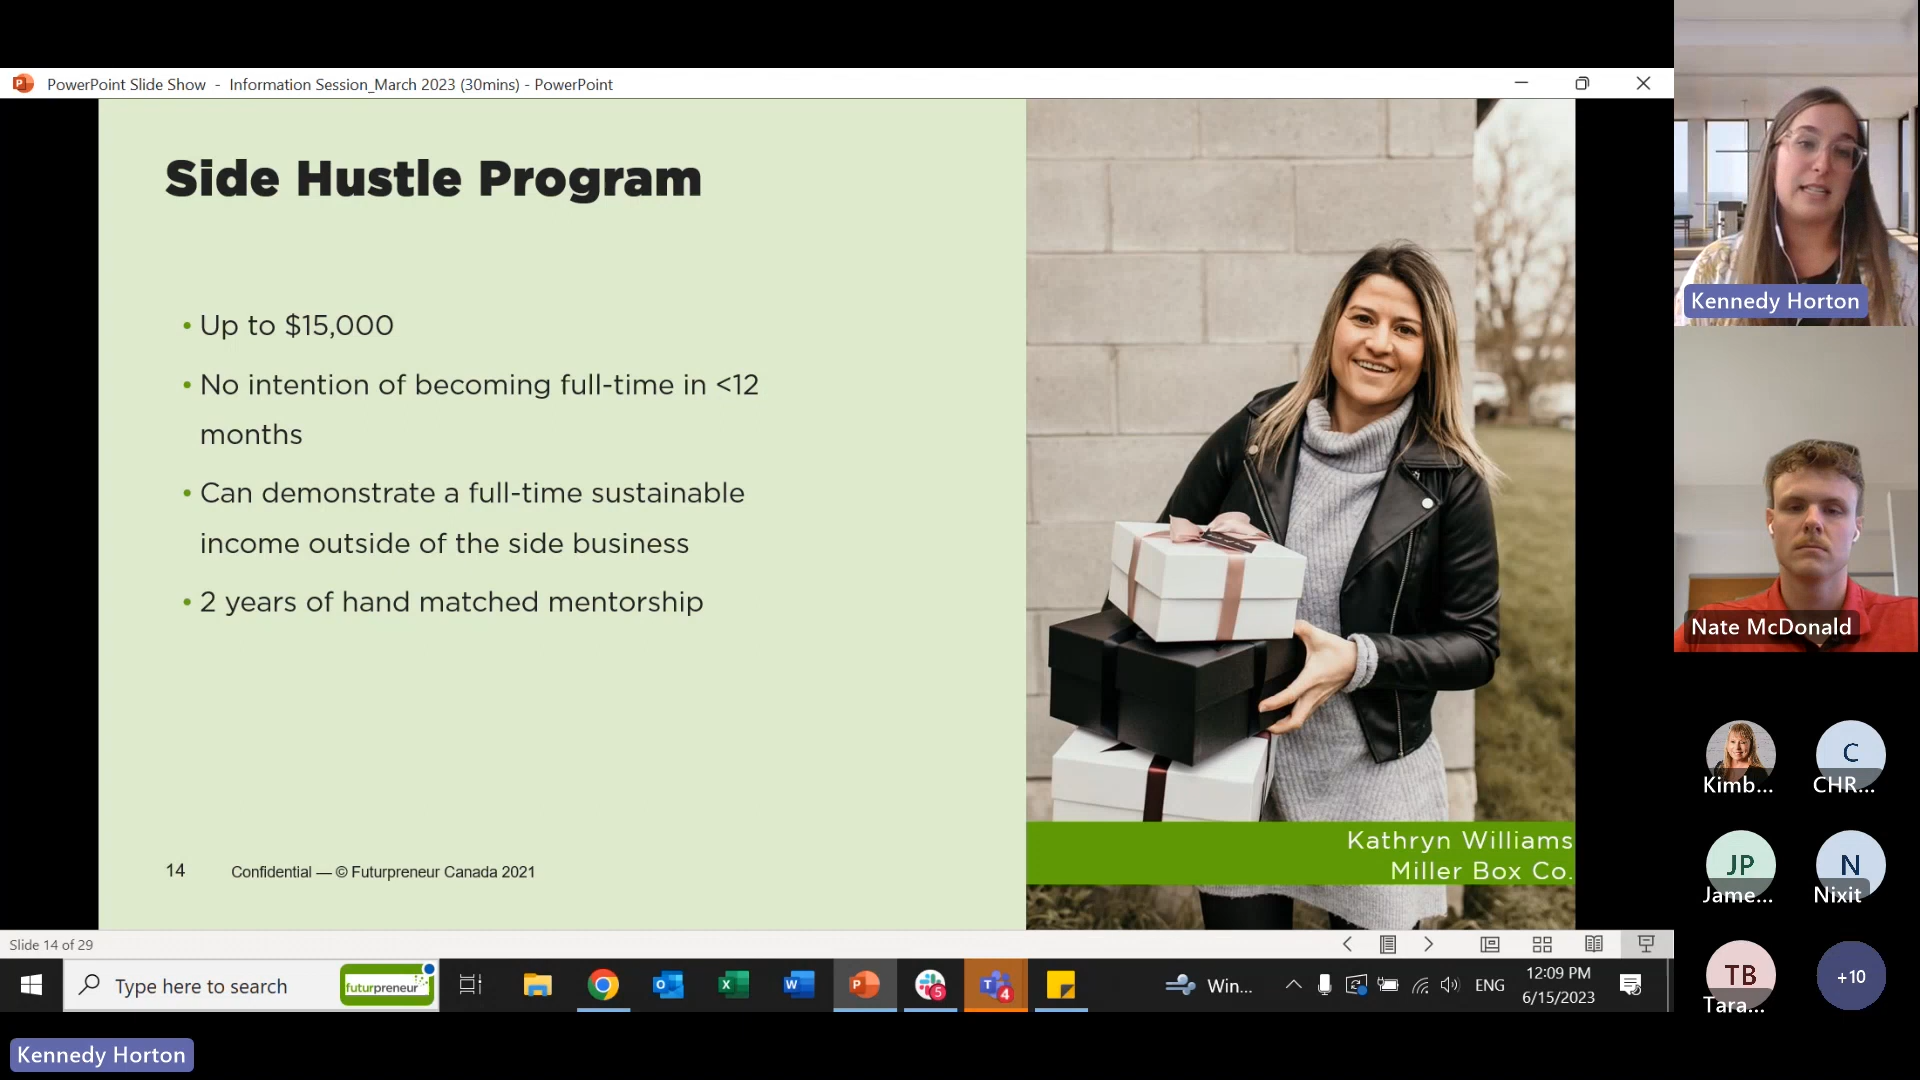 PowerPoint Slide Show - Information Session_March 2023 (30mins) - PowerPoint
Side Hustle Program
• Up to $15,000
• No intention of becoming full-time in <12
months
• Can demonstrate a full-time sustainable
income outside of the side business
• 2 years of hand matched mentorship
14 Confidential — © Futurpreneur Canada 2021
Kathryn Williams
Miller Box Co.
Slide 14 of 29
Type here to search
futurpreneur
5
4
Win...
ENG
12:09 PM
6/15/2023
Kennedy Horton
Kennedy Horton
Nate McDonald
Kimb...
C
CHR...
JP
Jame...
N
Nixit
TB
Tara...
+10